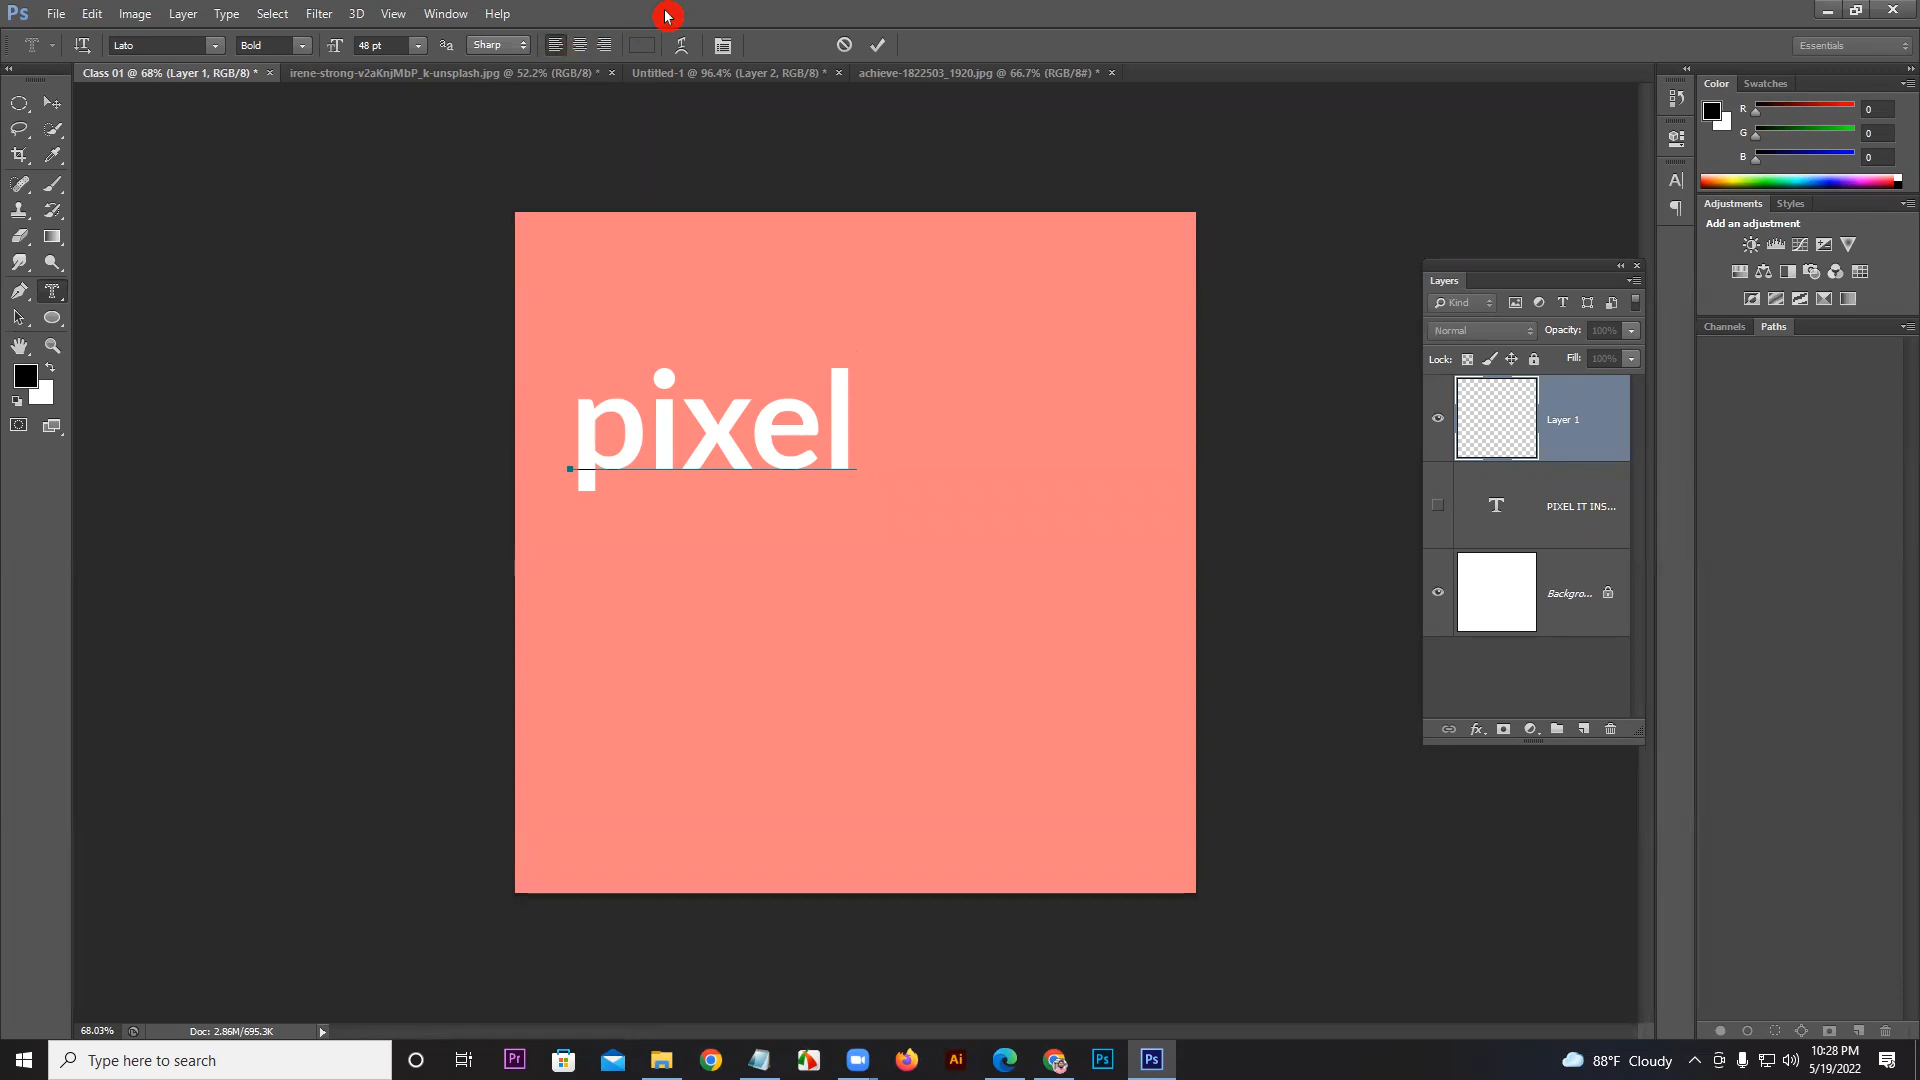 Ps File Edit Image Layer Type Select Filter 3D View Window Help
T Lato Bold 48 pt Sharp Essentials
Class 01 @ 68% (Layer 1, RGB/8) * × irene-strong-v2aKnjMbP_k-unsplash.jpg @ 52.2% (RGB/8) * × Untitled-1 @ 96.4% (Layer 2, RGB/8) * × achieve-1822503_1920.jpg @ 66.7% (RGB/8#) * ×
Color Swatches
R 0
G 0
B 0
Adjustments Styles
Add an adjustment
Layers
Kind
Normal Opacity: 100%
Lock: Fill: 100%
Layer 1
T PIXEL IT INS...
Backgro...
Channels Paths
pixel
68.03% Doc: 2.86M/695.3K
Type here to search
Pr Ai Ps Ps
88°F Cloudy
10:28 PM
5/19/2022